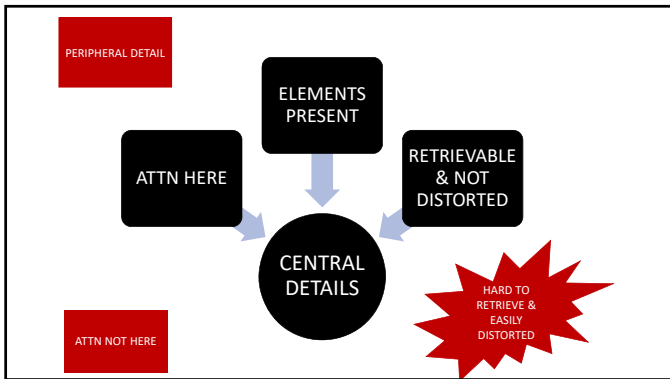 PERIPHERAL DETAIL
ELEMENTS
PRESENT
ATTN HERE
RETRIEVABLE
& NOT
DISTORTED
CENTRAL
DETAILS
HARD TO
RETRIEVE &
EASILY
DISTORTED
ATTN NOT HERE